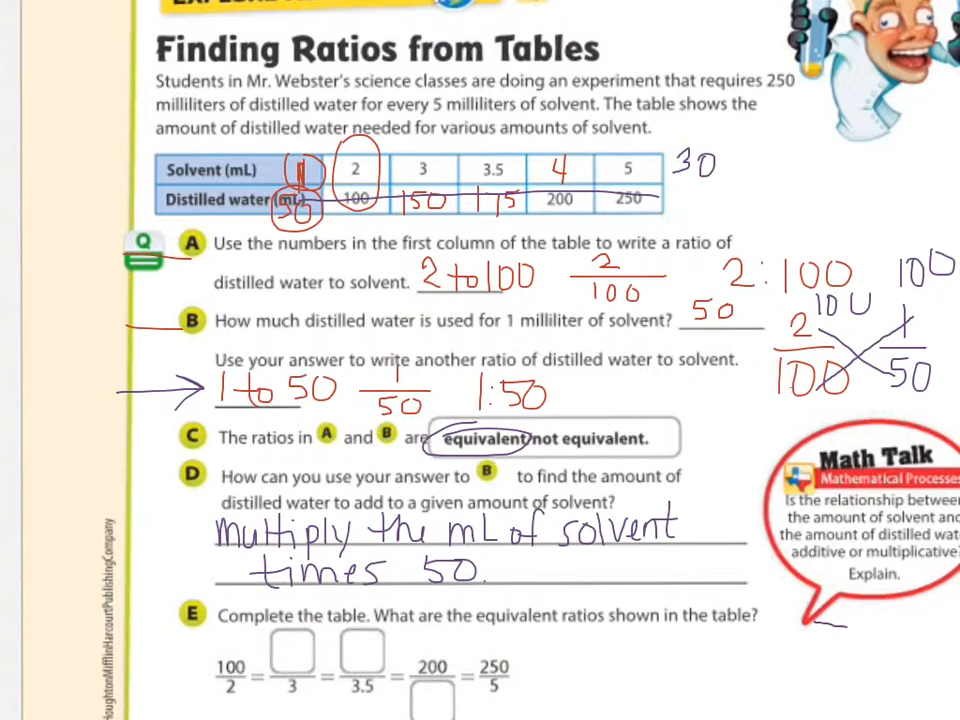 Finding Ratios from Tables
Students in Mr. Webster's science classes are doing an experiment that requires 250
milliliters of distilled water for every 5 milliliters of solvent. The table shows the
amount of distilled water needed for various amounts of solvent.
Solvent (mL) 1 2 3 3.5 4 5 30
Distilled water (mL) 50 100 150 175 200 250
Q
A Use the numbers in the first column of the table to write a ratio of
distilled water to solvent. 2 to 100 2/100 2:100 100
B How much distilled water is used for 1 milliliter of solvent? 50
100
2/100 1/50
Use your answer to write another ratio of distilled water to solvent.
1 to 50 1/50 1:50
C The ratios in A and B are equivalent/not equivalent.
D How can you use your answer to B to find the amount of
distilled water to add to a given amount of solvent?
multiply the mL of solvent
times 50.
Math Talk
Mathematical Processes
Is the relationship between
the amount of solvent and
the amount of distilled wat
additive or multiplicative?
Explain.
E Complete the table. What are the equivalent ratios shown in the table?
100/2 = /3 = /3.5 = 200/ = 250/5
HoughtonMifflinHarcourtPublishingCompany